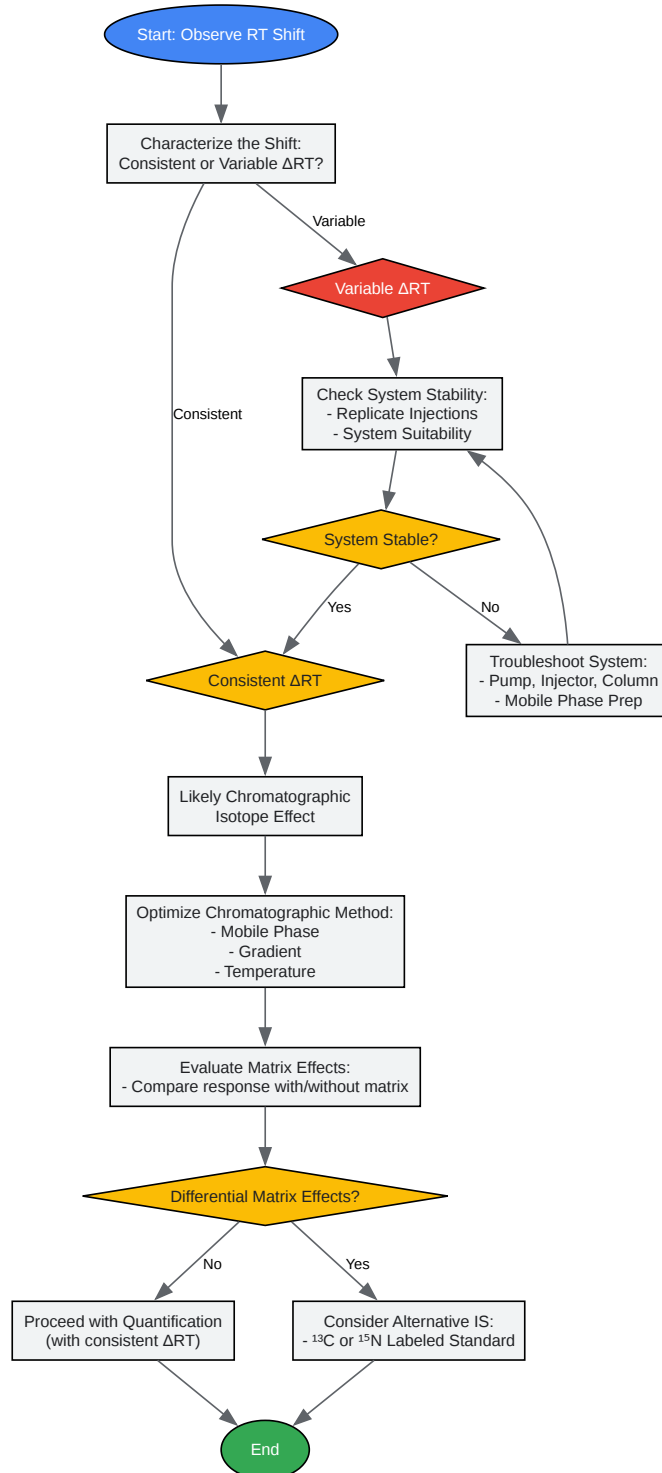 Start: Observe RT Shift
Characterize the Shift:
Consistent or Variable ΔRT?
Variable
Variable ΔRT
Consistent
Check System Stability:
- Replicate Injections
- System Suitability
System Stable?
Yes
No
Troubleshoot System:
- Pump, Injector, Column
- Mobile Phase Prep
Consistent ΔRT
Likely Chromatographic
Isotope Effect
Optimize Chromatographic Method:
- Mobile Phase
- Gradient
- Temperature
Evaluate Matrix Effects:
- Compare response with/without matrix
Differential Matrix Effects?
No
Yes
Proceed with Quantification
(with consistent ΔRT)
Consider Alternative IS:
- ¹³C or ¹⁵N Labeled Standard
End